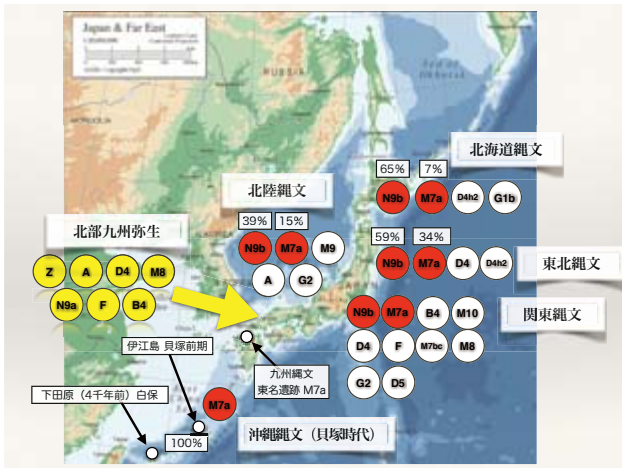 Japan & Far East
RUSSIA
北海道縄文
65% 7%
N9b M7a D4h2 G1b
北陸縄文
39% 15%
N9b M7a M9
A G2
北部九州弥生
Z A D4 M8
N9a F B4
59% 34%
N9b M7a D4 D4h2
東北縄文
N9b M7a B4 M10
関東縄文
D4 F M7bc M8
G2 D5
伊江島 貝塚前期
九州縄文
東名遺跡 M7a
下田原（4千年前）白保
M7a
100%
沖縄縄文（貝塚時代）